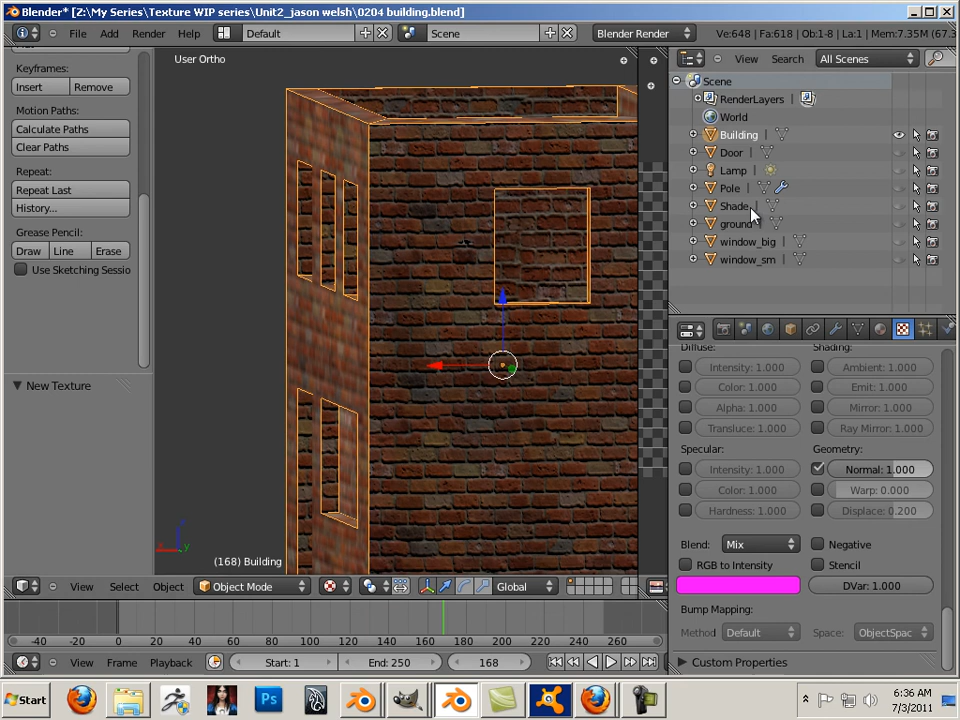 Blender* [Z:\My Series\Texture WIP series\Unit2_jason welsh\0204 building.blend]
File Add Render Help Default Scene Blender Render Ve:648 | Fa:618 | Ob:1-8 | La:1 | Mem:7.35M (67.3
Keyframes:
Insert Remove
Motion Paths:
Calculate Paths
Clear Paths
Repeat:
Repeat Last
History...
Grease Pencil:
Draw Line Erase
Use Sketching Sessio
New Texture
User Ortho
(168) Building
View Select Object Object Mode Global
View Search All Scenes
Scene
RenderLayers
World
Building
Door
Lamp
Pole
Shade
ground
window_big
window_sm
Diffuse: Shading:
Intensity: 1.000 Ambient: 1.000
Color: 1.000 Emit: 1.000
Alpha: 1.000 Mirror: 1.000
Transluce: 1.000 Ray Mirror: 1.000
Specular: Geometry:
Intensity: 1.000 Normal: 1.000
Color: 1.000 Warp: 0.000
Hardness: 1.000 Displace: 0.200
Blend: Mix Negative
RGB to Intensity Stencil
DVar: 1.000
Bump Mapping:
Method Default Space: ObjectSpac
Custom Properties
-40 -20 0 20 40 60 80 100 120 140 160 180 200 220 240 260
View Frame Playback Start: 1 End: 250 168
Start 6:36 AM
7/3/2011